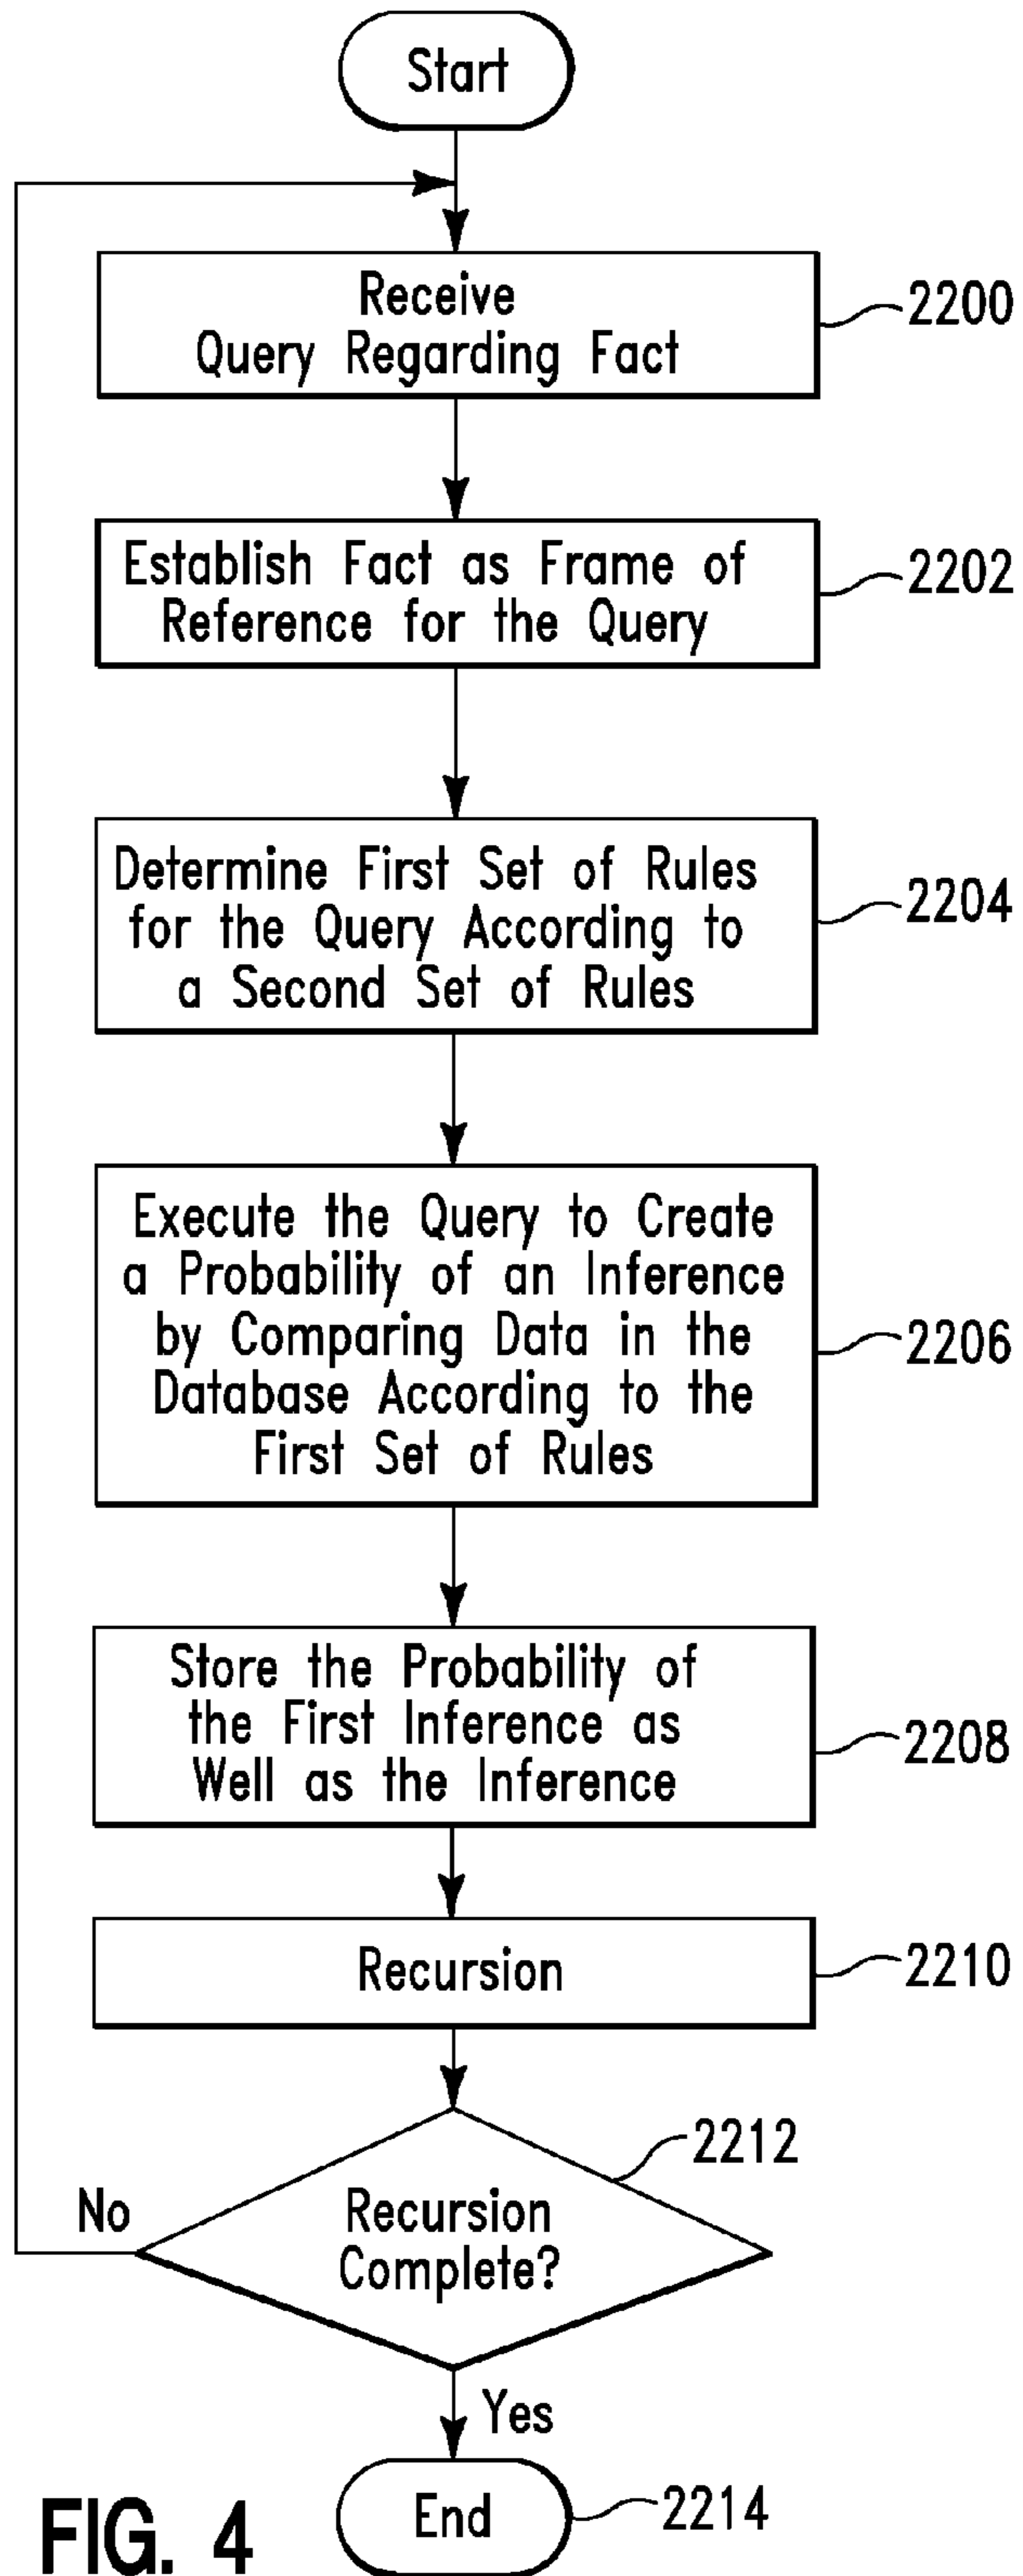 Start
Receive
Query Regarding Fact
2200
Establish Fact as Frame of
Reference for the Query
2202
Determine First Set of Rules
for the Query According to
a Second Set of Rules
2204
Execute the Query to Create
a Probability of an Inference
by Comparing Data in the
Database According to the
First Set of Rules
2206
Store the Probability of
the First Inference as
Well as the Inference
2208
Recursion
2210
2212
No
Recursion
Complete?
Yes
End
2214
FIG. 4